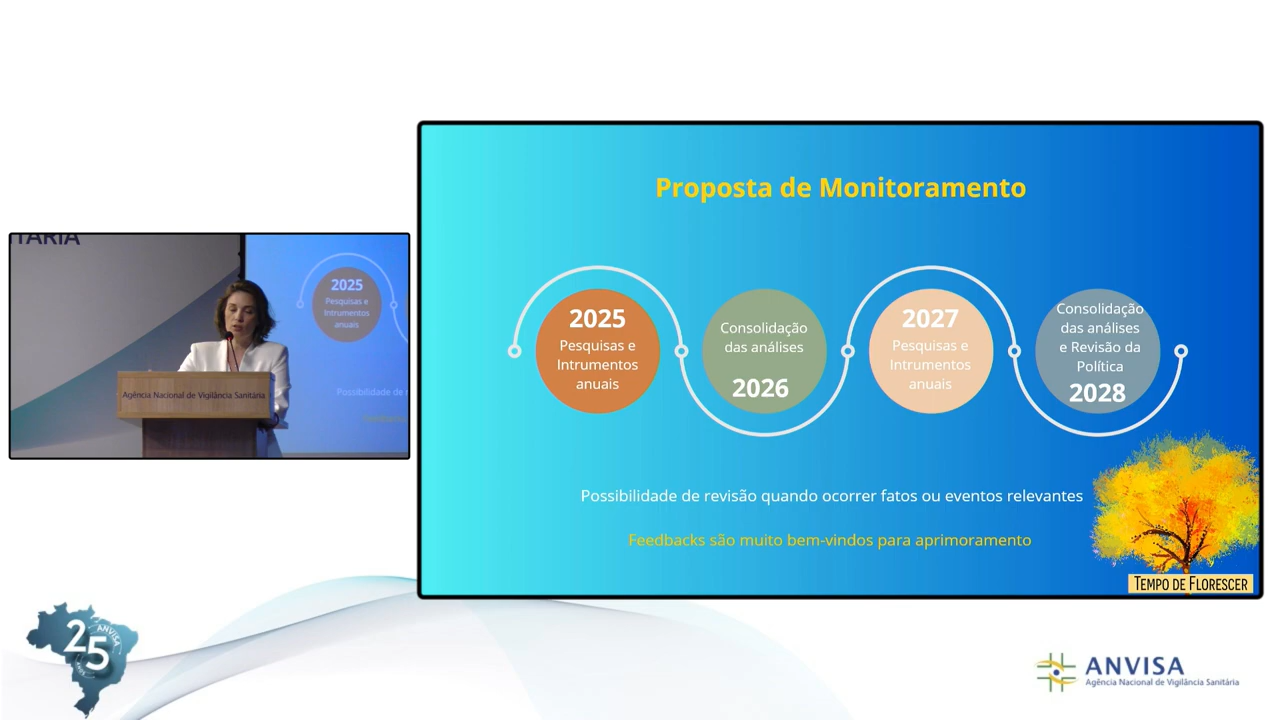 Proposta de Monitoramento
2025
Pesquisas e
Intrumentos
anuais
Consolidação
das análises
2026
2027
Pesquisas e
Intrumentos
anuais
Consolidação
das análises
e Revisão da
Política
2028
Possibilidade de revisão quando ocorrer fatos ou eventos relevantes
Feedbacks são muito bem-vindos para aprimoramento
TEMPO DE FLORESCER
TÁRIA
2025
Pesquisas e
Intrumentos
anuais
Possibilidade de
Agência Nacional de Vigilância Sanitária
25
ANVISA
ANVISA
Agência Nacional de Vigilância Sanitária